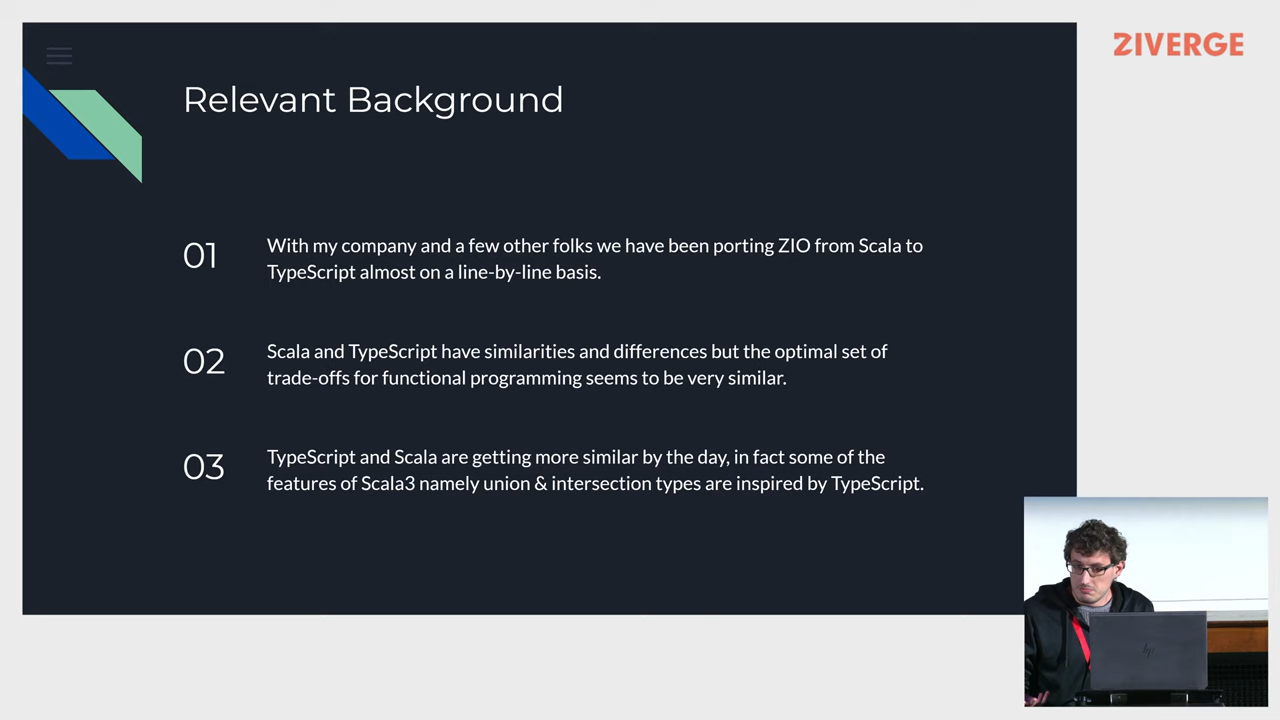 ZIVERGE
Relevant Background
01
With my company and a few other folks we have been porting ZIO from Scala to
TypeScript almost on a line-by-line basis.
02
Scala and TypeScript have similarities and differences but the optimal set of
trade-offs for functional programming seems to be very similar.
03
TypeScript and Scala are getting more similar by the day, in fact some of the
features of Scala3 namely union & intersection types are inspired by TypeScript.
hp